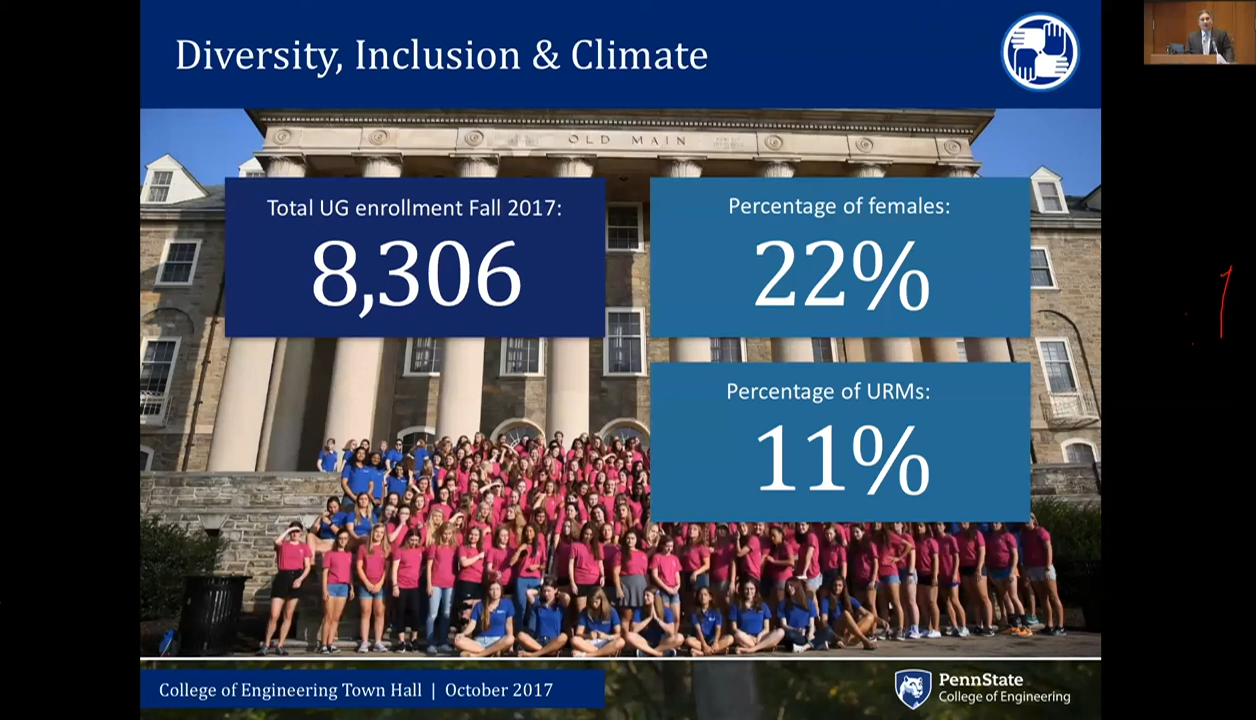 Diversity, Inclusion & Climate
OLD MAIN
Total UG enrollment Fall 2017:
8,306
Percentage of females:
22%
Percentage of URMs:
11%
College of Engineering Town Hall | October 2017
PennState
College of Engineering